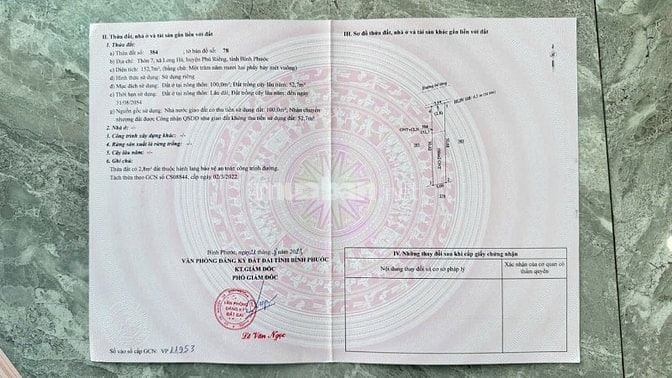 II. Thửa đất, nhà ở và tài sản gắn liền với đất
1. Thửa đất:
a) Thửa đất số: 384 , tờ bản đồ số: 78
b) Địa chỉ: Thôn 7, xã Long Hà, huyện Phú Riềng, tỉnh Bình Phước
c) Diện tích: 152,7m², (bằng chữ: Một trăm năm mươi hai phẩy bảy mét vuông)
d) Hình thức sử dụng: Sử dụng riêng
đ) Mục đích sử dụng: Đất ở tại nông thôn: 100,0m²; Đất trồng cây lâu năm: 52,7m²
e) Thời hạn sử dụng: Đất ở tại nông thôn: Lâu dài; Đất trồng cây lâu năm: đến ngày
31/08/2054
g) Nguồn gốc sử dụng: Nhà nước giao đất có thu tiền sử dụng đất: 100,0m²; Nhận chuyển
nhượng đất được Công nhận QSDĐ như giao đất không thu tiền sử dụng đất: 52,7m²
2. Nhà ở: -/-
3. Công trình xây dựng khác: -/-
4. Rừng sản xuất là rừng trồng: -/-
5. Cây lâu năm: -/-
6. Ghi chú:
Thửa đất có 2,8m² đất thuộc hành lang bảo vệ an toàn công trình đường.
Tách thửa theo GCN số CS08844, cấp ngày 02/3/2022.
Bình Phước, ngày
VĂN PHÒNG ĐĂNG KÝ ĐẤT ĐAI TỈNH BÌNH PHƯỚC
KT.GIÁM ĐỐC
PHÓ GIÁM ĐỐC
VĂN PHÒNG
ĐĂNG KÝ
ĐẤT ĐAI
Lê Văn Ngọc
Số vào sổ cấp GCN: VP 11953
III. Sơ đồ thửa đất, nhà ở và tài sản khác gắn liền với đất
Đường bê tông
384
383
382
IV. Những thay đổi sau khi cấp giấy chứng nhận
Nội dung thay đổi và cơ sở pháp lý
Xác nhận của cơ quan có
thẩm quyền